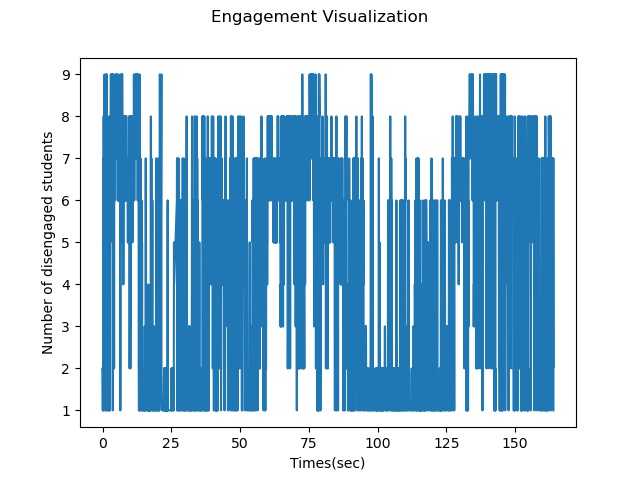 Engagement Visualization
9
8
7
6
5
4
3
2
1
Number of disengaged students
0 25 50 75 100 125 150
Times(sec)